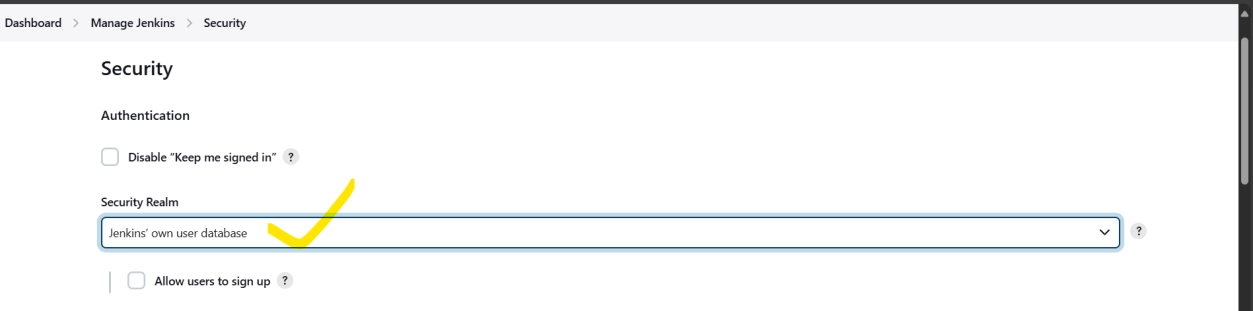 Dashboard > Manage Jenkins > Security
Security
Authentication
Disable “Keep me signed in” ?
Security Realm
Jenkins’ own user database
?
Allow users to sign up ?